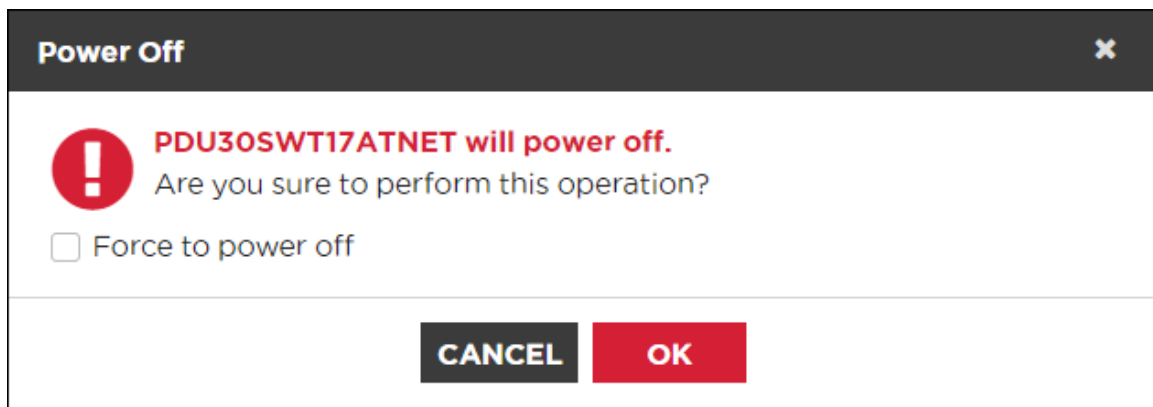 Power Off
PDU30SWT17ATNET will power off.
Are you sure to perform this operation?
Force to power off
CANCEL OK